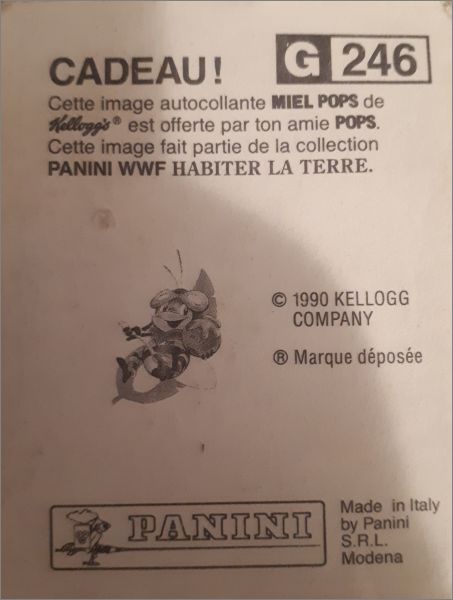 CADEAU!
G 246
Cette image autocollante MIEL POPS de
Kellogg's® est offerte par ton amie POPS.
Cette image fait partie de la collection
PANINI WWF HABITER LA TERRE.
© 1990 KELLOGG
COMPANY
® Marque déposée
PANINI
Made in Italy
by Panini
S.R.L.
Modena